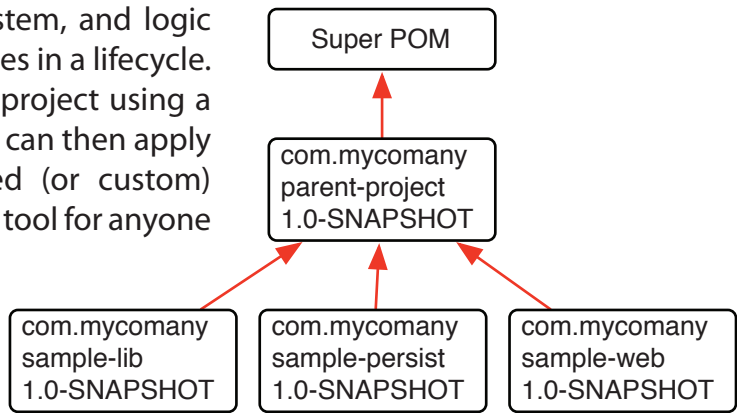 stem, and logic
es in a lifecycle.
project using a
can then apply
ed (or custom)
tool for anyone
Super POM
com.mycomany
parent-project
1.0-SNAPSHOT
com.mycomany
sample-lib
1.0-SNAPSHOT
com.mycomany
sample-persist
1.0-SNAPSHOT
com.mycomany
sample-web
1.0-SNAPSHOT